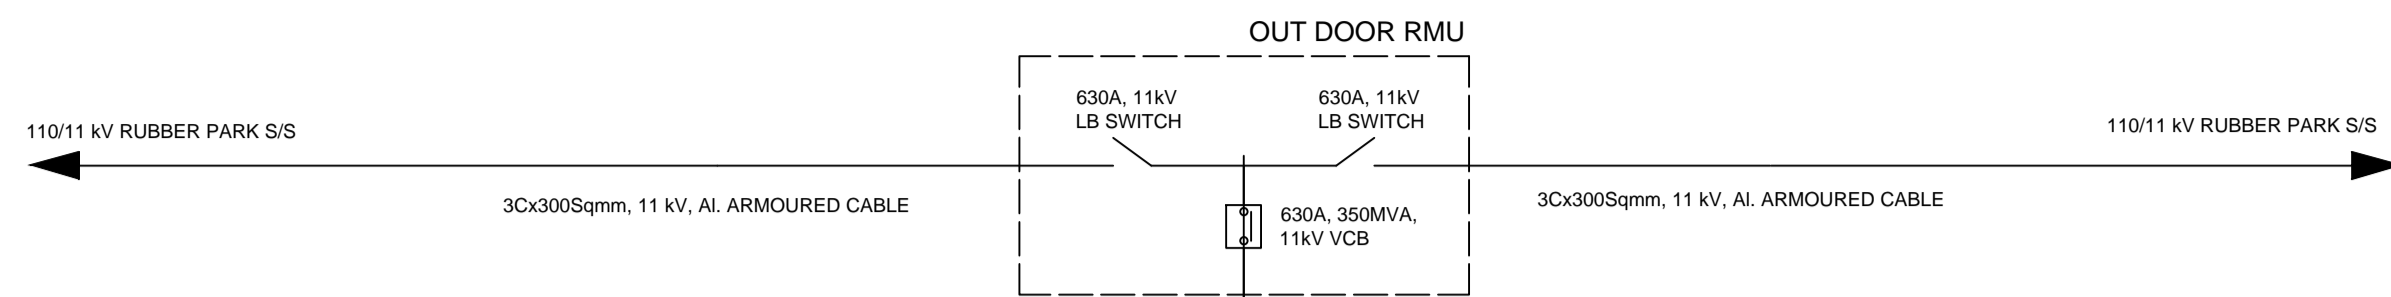 OUT DOOR RMU
630A, 11kV
LB SWITCH
630A, 11kV
LB SWITCH
110/11 kV RUBBER PARK S/S
110/11 kV RUBBER PARK S/S
3Cx300Sqmm, 11 kV, Al. ARMOURED CABLE
3Cx300Sqmm, 11 kV, Al. ARMOURED CABLE
630A, 350MVA,
11kV VCB